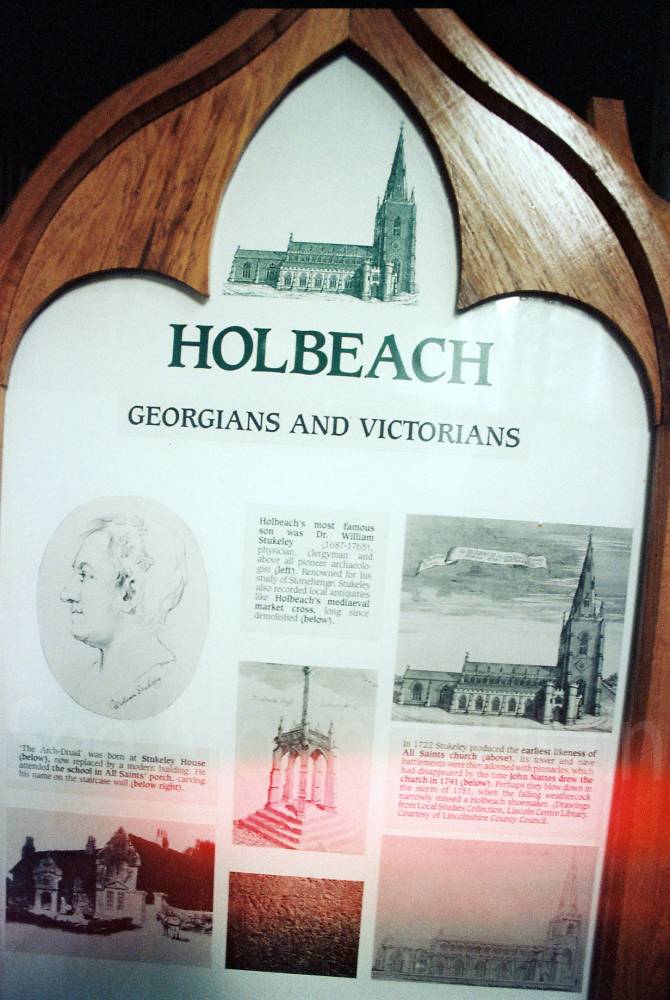 HOLBEACH
GEORGIANS AND VICTORIANS
Holbeach's most famous
son was Dr. William
Stukeley (1687-1765),
physician, clergyman and
above all pioneer archaeolo-
gist (left). Renowned for his
study of Stonehenge, Stukeley
also recorded local antiquities
like Holbeach's mediaeval
market cross, long since
demolished (below).
William Stukeley
'The Arch-Druid' was born at Stukeley House
(below), now replaced by a modern building. He
attended the school in All Saints' porch, carving
his name on the staircase wall (below right).
In 1722 Stukeley produced the earliest likeness of
All Saints church (above). Its tower and nave
battlements were then adorned with pinnacles, which
had disappeared by the time John Nattes drew the
church in 1791 (below). Perhaps they blew down in
the storm of 1751, when the falling weathercock
narrowly missed a Holbeach shoemaker. (Drawings
from Local Studies Collection, Lincoln Centre Library,
Courtesy of Lincolnshire County Council.